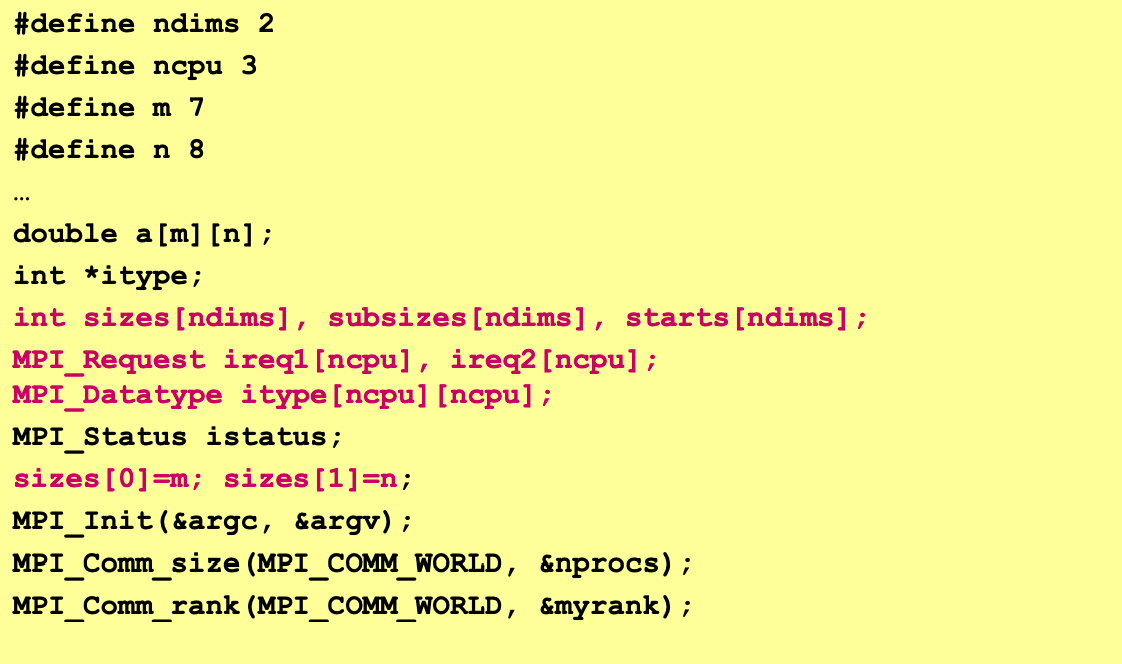 #define ndims 2
#define ncpu 3
#define m 7
#define n 8
…
double a[m][n];
int *itype;
int sizes[ndims], subsizes[ndims], starts[ndims];
MPI_Request ireq1[ncpu], ireq2[ncpu];
MPI_Datatype itype[ncpu][ncpu];
MPI_Status istatus;
sizes[0]=m; sizes[1]=n;
MPI_Init(&argc, &argv);
MPI_Comm_size(MPI_COMM_WORLD, &nprocs);
MPI_Comm_rank(MPI_COMM_WORLD, &myrank);